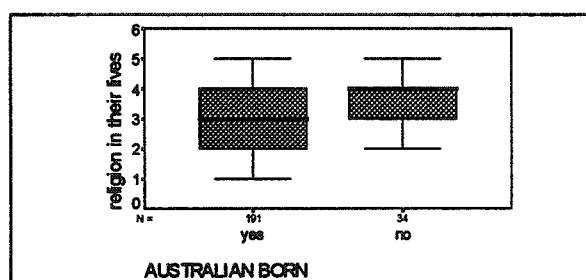 religion in their lives
6
5
4
3
2
1
0
N = 191 34
yes no
AUSTRALIAN BORN